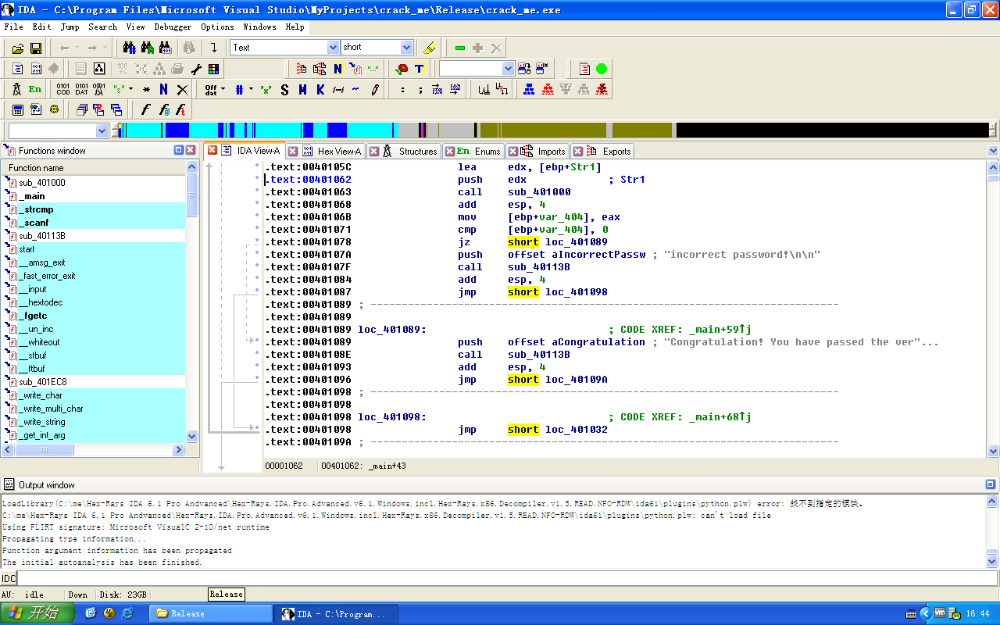 IDA - C:\Program Files\Microsoft Visual Studio\MyProjects\crack_me\Release\crack_me.exe
File Edit Jump Search View Debugger Options Windows Help
Text short
En
Functions window
IDA View-A Hex View-A Structures En Enums Imports Exports
Function name
sub_401000
_main
_strcmp
_scanf
sub_40113B
start
__amsg_exit
_fast_error_exit
__input
__hextodec
_fgetc
__un_inc
__whiteout
__stbuf
__ftbuf
sub_401EC8
_write_char
_write_multi_char
_write_string
_get_int_arg
.text:0040105C lea edx, [ebp+Str1]
.text:00401062 push edx ; Str1
.text:00401063 call sub_401000
.text:00401068 add esp, 4
.text:0040106B mov [ebp+var_404], eax
.text:00401071 cmp [ebp+var_404], 0
.text:00401078 jz short loc_401089
.text:0040107A push offset aIncorrectPassw ; "incorrect password!\n\n"
.text:0040107F call sub_40113B
.text:00401084 add esp, 4
.text:00401087 jmp short loc_401098
.text:00401089 ; ---------------------------------------------------------------------------
.text:00401089
.text:00401089 loc_401089: ; CODE XREF: _main+59↑j
.text:00401089 push offset aCongratulation ; "Congratulation! You have passed the ver"...
.text:0040108E call sub_40113B
.text:00401093 add esp, 4
.text:00401096 jmp short loc_40109A
.text:00401098 ; ---------------------------------------------------------------------------
.text:00401098
.text:00401098 loc_401098: ; CODE XREF: _main+68↑j
.text:00401098 jmp short loc_401032
.text:0040109A ; ---------------------------------------------------------------------------
00001062 00401062: _main+43
Output window
LoadLibrary(C:\me\Hex-Rays IDA 6.1 Pro Andvanced\Hex-Rays.IDA.Pro.Advanced.v6.1.Windows.incl.Hex-Rays.x86.Decompiler.v1.5.READ.NFO-RDW\ida61\plugins\python.plw) error: 找不到指定的模块。
C:\me\Hex-Rays IDA 6.1 Pro Andvanced\Hex-Rays.IDA.Pro.Advanced.v6.1.Windows.incl.Hex-Rays.x86.Decompiler.v1.5.READ.NFO-RDW\ida61\plugins\python.plw: can't load file
Using FLIRT signature: Microsoft VisualC 2-10/net runtime
Propagating type information...
Function argument information has been propagated
The initial autoanalysis has been finished.
IDC
AU: idle Down Disk: 23GB Release
开始 Release IDA - C:\Program... 16:44